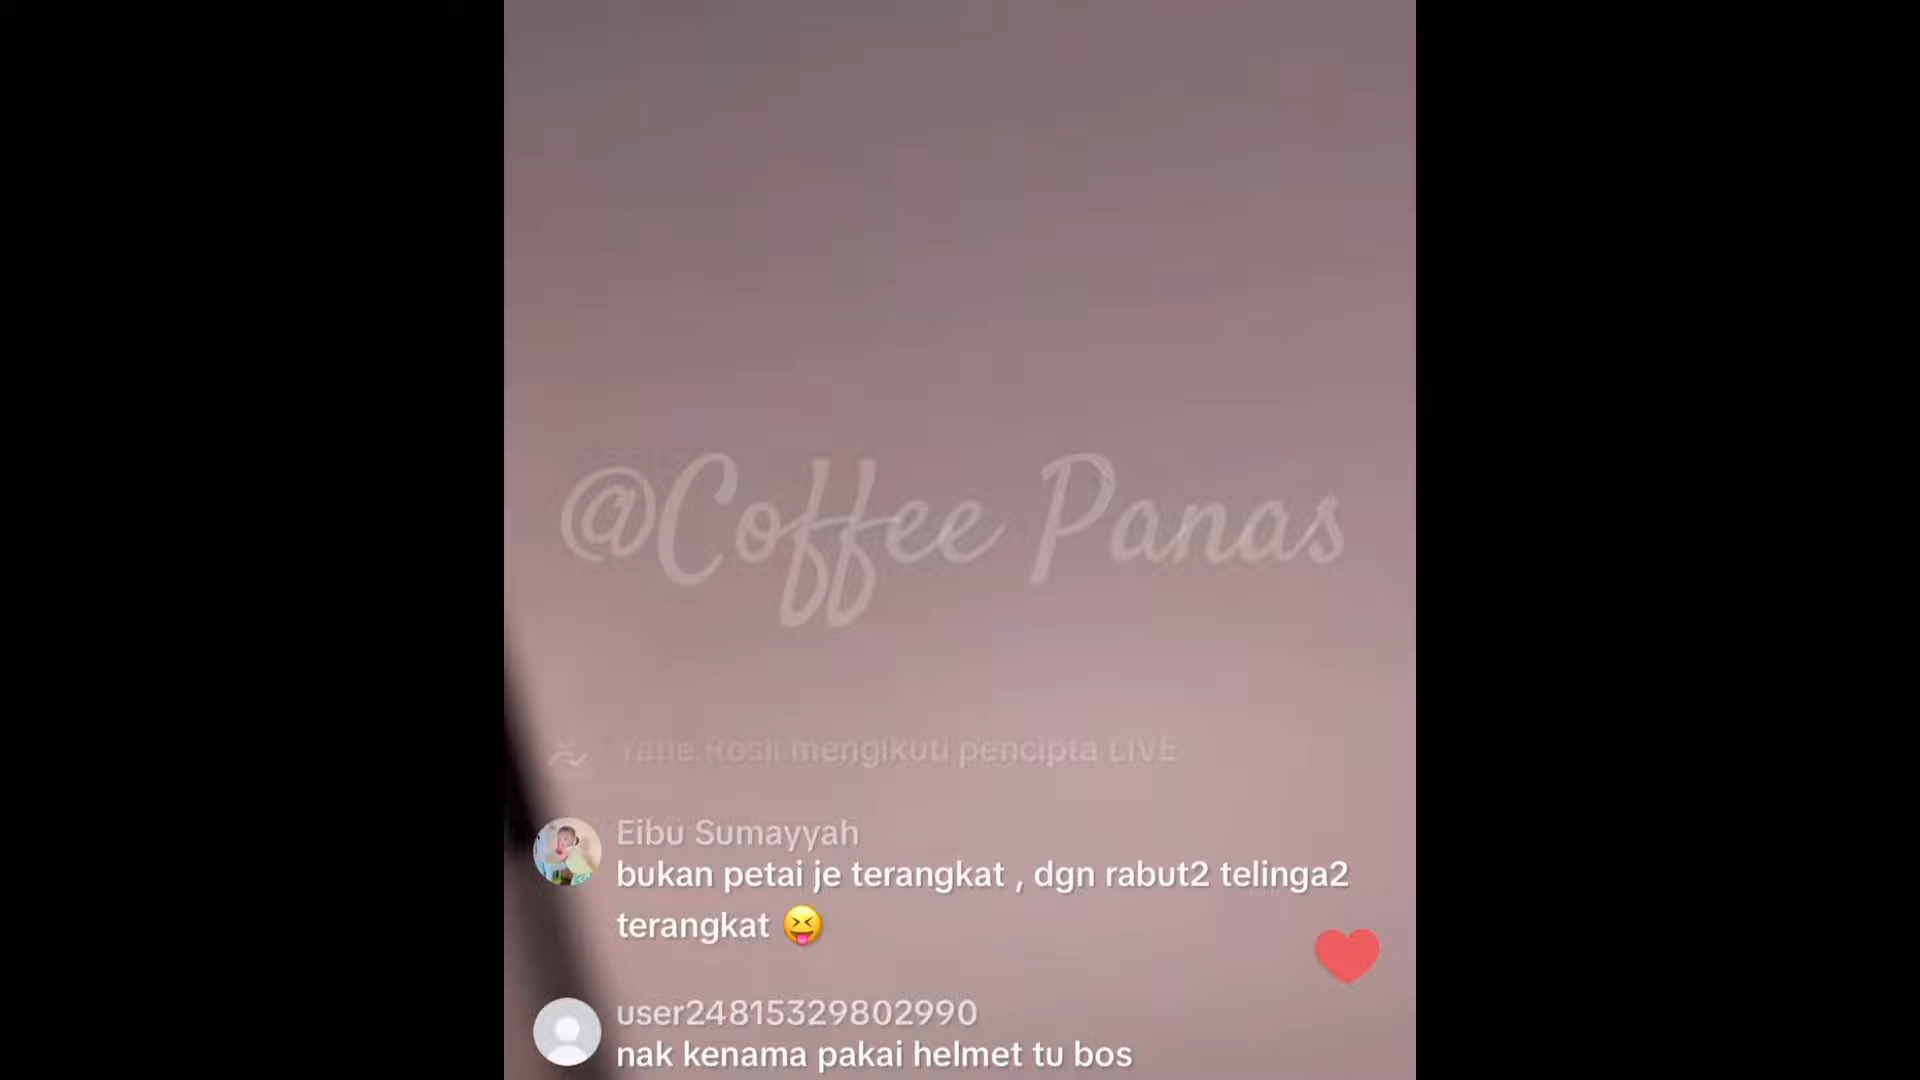 @Coffee Panas
Yane Rosli mengikuti pencipta LIVE
Eibu Sumayyah
bukan petai je terangkat , dgn rabut2 telinga2
terangkat 😝
user24815329802990
nak kenama pakai helmet tu bos